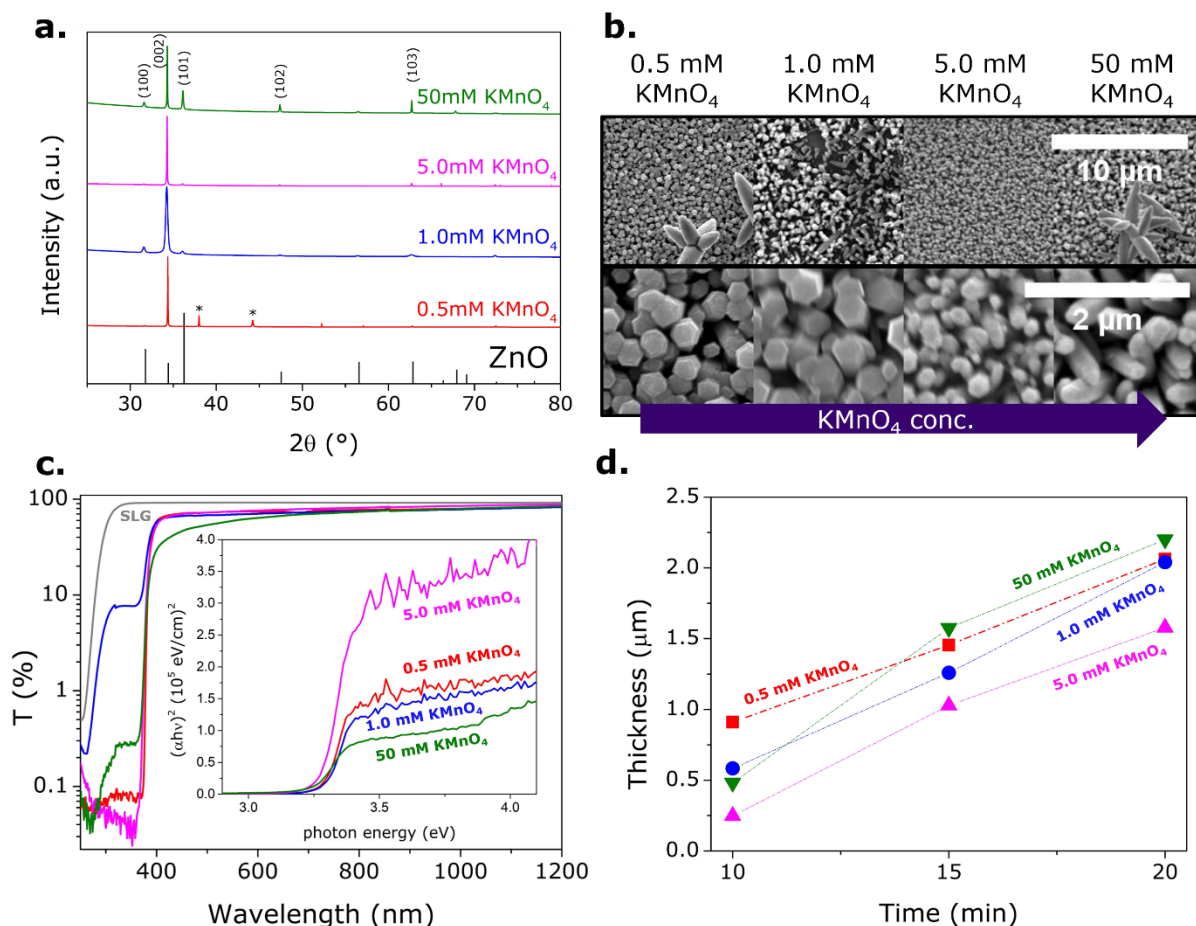 a.
(100)
(002)
(101)
(102)
(103)
50mM KMnO₄
5.0mM KMnO₄
1.0mM KMnO₄
* *
0.5mM KMnO₄
ZnO
Intensity (a.u.)
30 40 50 60 70 80
2θ (°)
b.
0.5 mM KMnO₄
1.0 mM KMnO₄
5.0 mM KMnO₄
50 mM KMnO₄
10 µm
2 µm
KMnO₄ conc.
c.
100
10
1
0.1
T (%)
SLG
4.0
3.5
3.0
2.5
2.0
1.5
1.0
0.5
0.0
(αhν)² (10⁵ eV/cm)²
5.0 mM KMnO₄
0.5 mM KMnO₄
1.0 mM KMnO₄
50 mM KMnO₄
3.0 3.5 4.0
photon energy (eV)
400 600 800 1000 1200
Wavelength (nm)
d.
2.5
2.0
1.5
1.0
0.5
0.0
Thickness (µm)
50 mM KMnO₄
0.5 mM KMnO₄
1.0 mM KMnO₄
5.0 mM KMnO₄
10 15 20
Time (min)